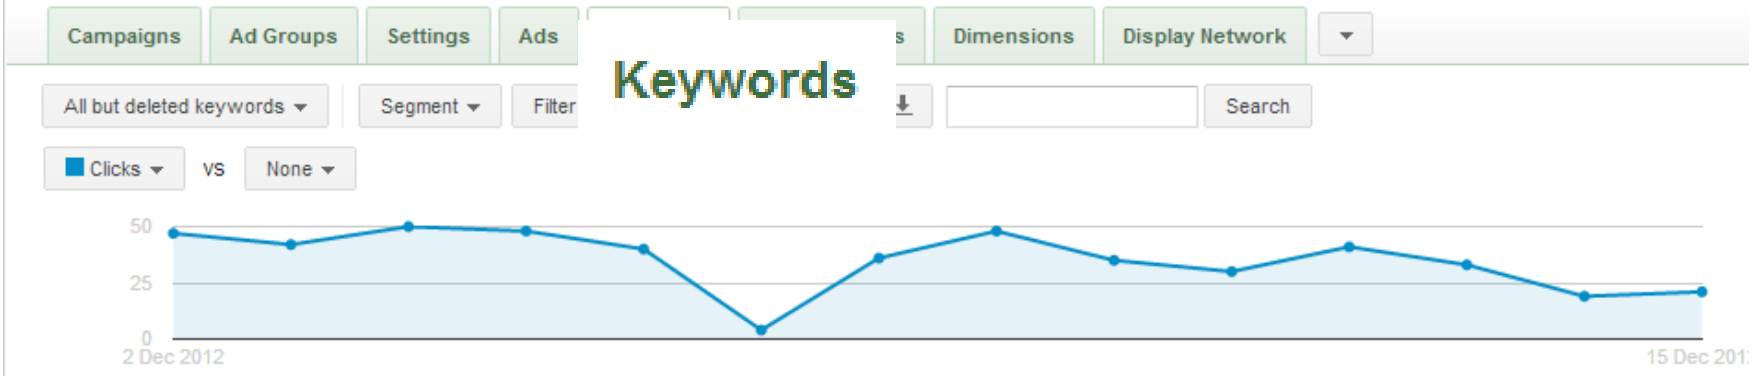 Campaigns Ad Groups Settings Ads s Dimensions Display Network
Keywords
All but deleted keywords Segment Filter Search
Clicks vs None
50
25
0
2 Dec 2012 15 Dec 201